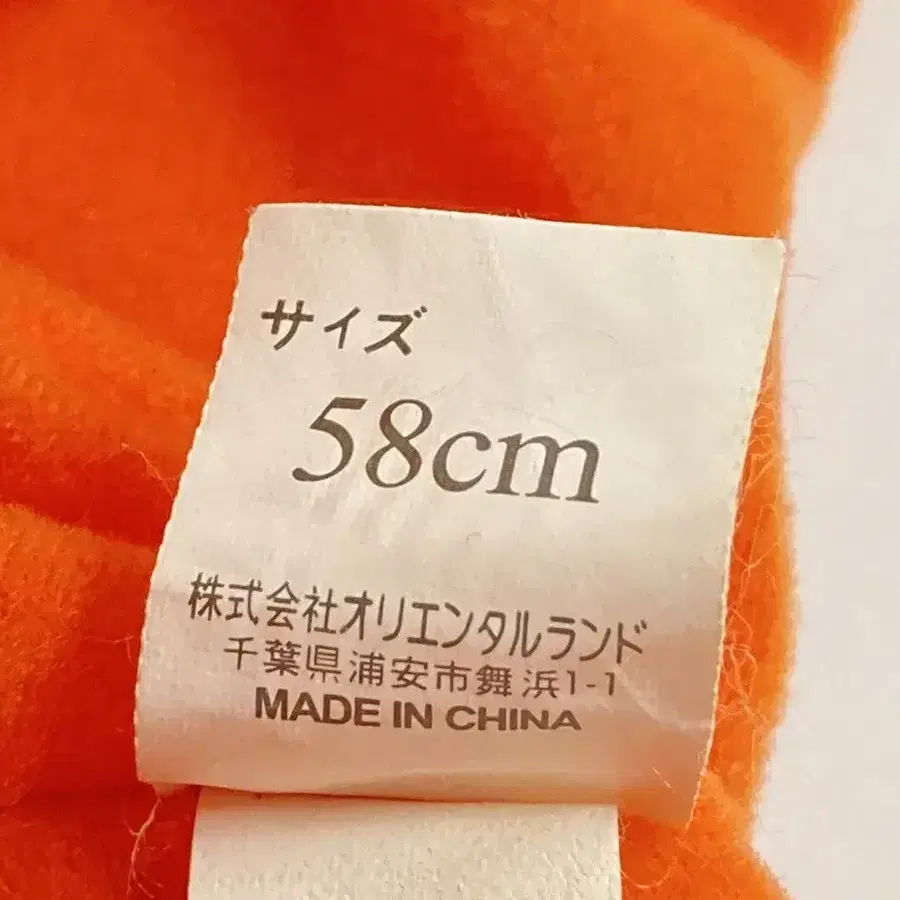 サイズ
58cm
株式会社オリエンタルランド
千葉県浦安市舞浜1-1
MADE IN CHINA